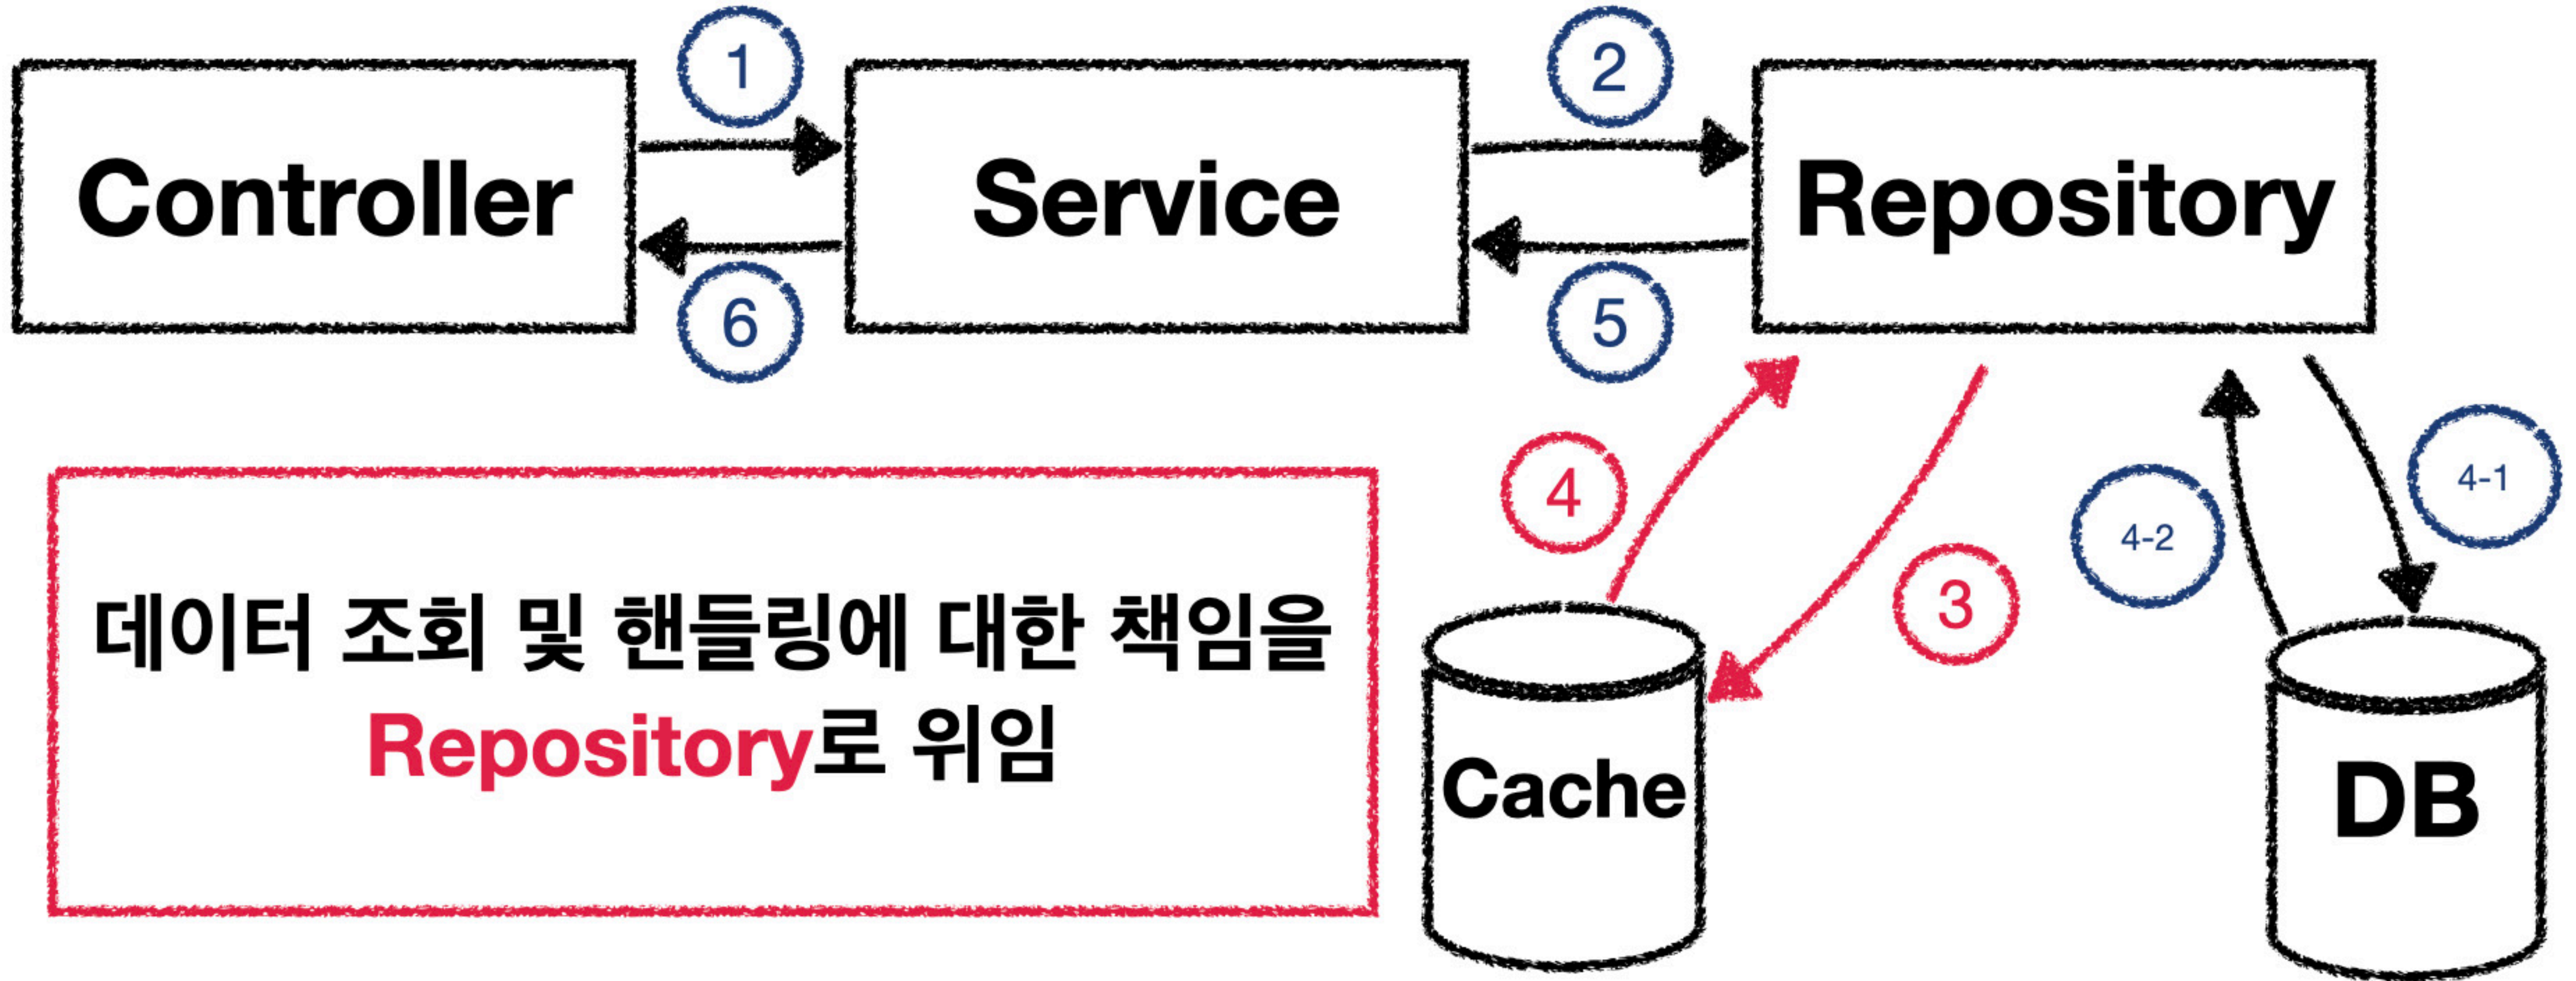 1
2
Controller
Service
Repository
6
5
4
3
4-2
4-1
데이터 조회 및 핸들링에 대한 책임을
Repository로 위임
Cache
DB